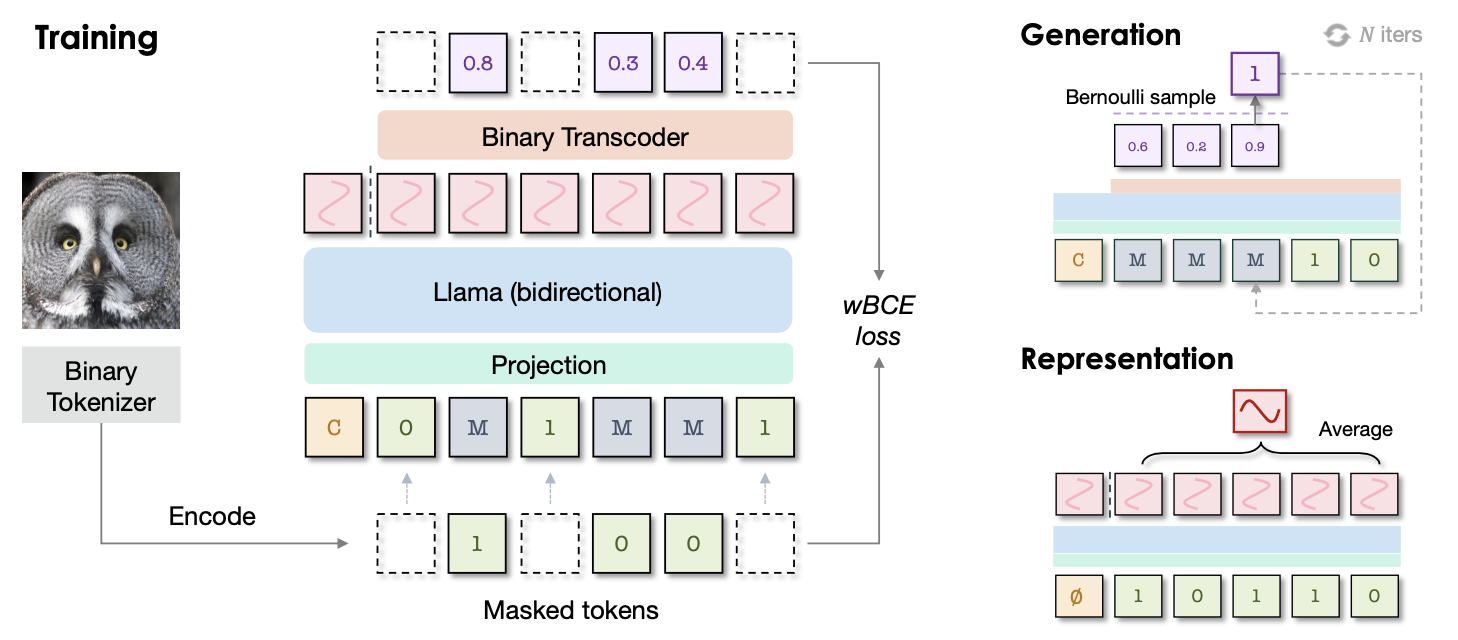 Training
0.8 0.3 0.4
Binary Transcoder
Llama (bidirectional)
Projection
C 0 M 1 M M 1
Binary
Tokenizer
Encode
1 0 0
Masked tokens
wBCE
loss
Generation
N iters
1
Bernoulli sample
0.6 0.2 0.9
C M M M 1 0
Representation
Average
Ø 1 0 1 1 0